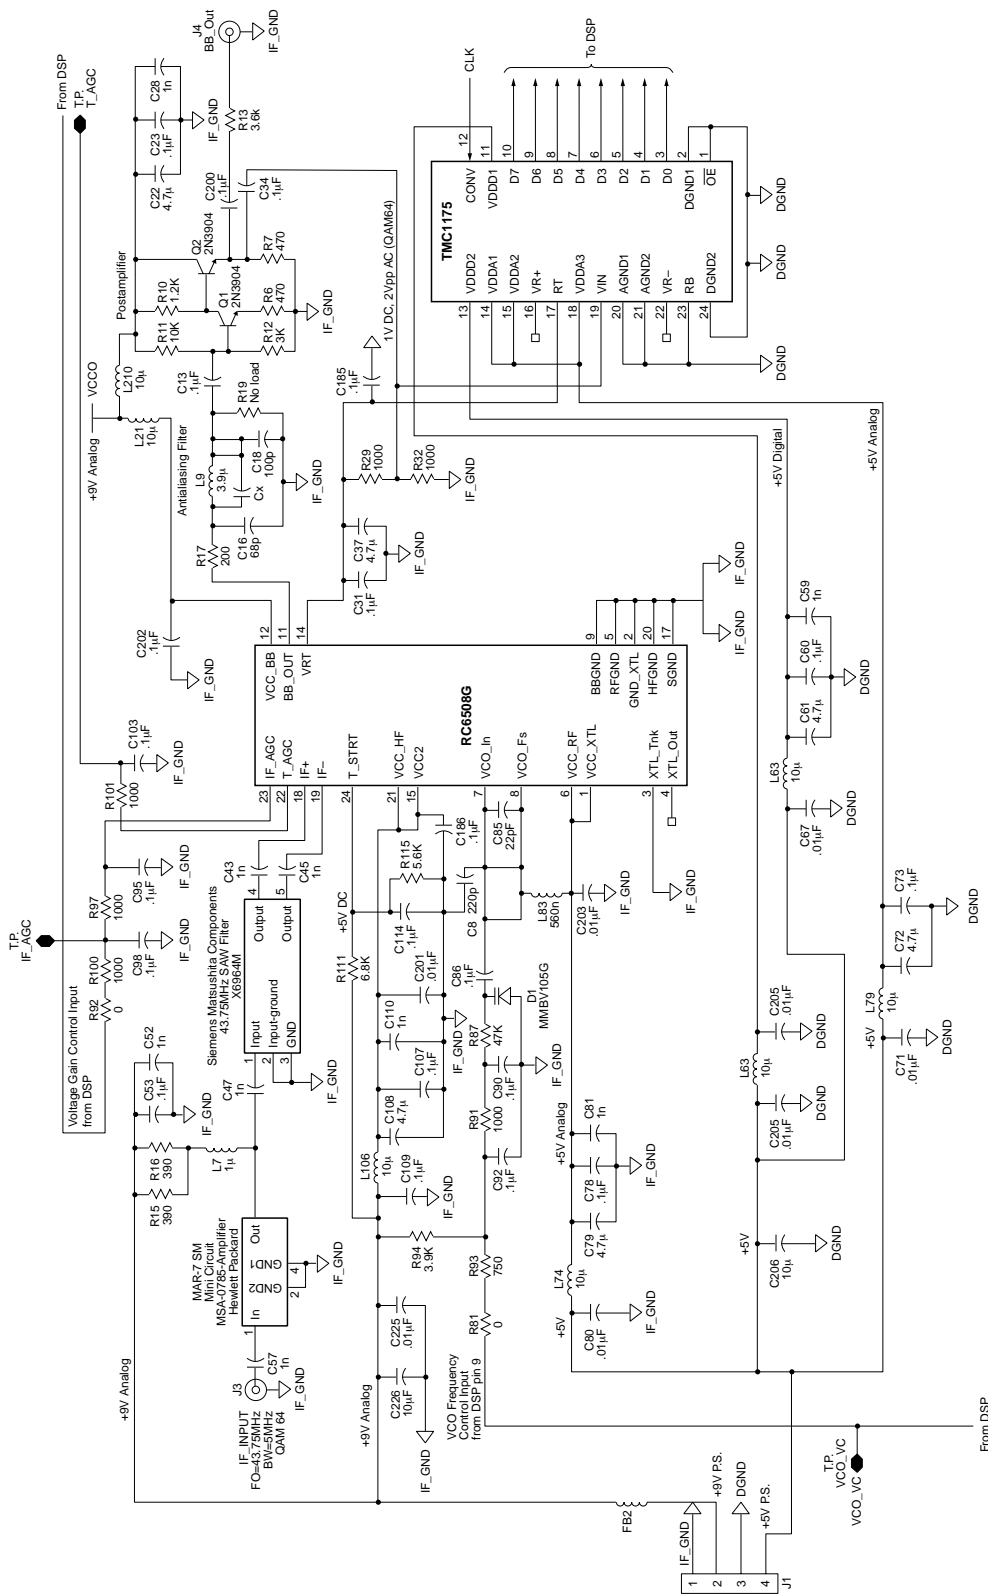 From DSP
T.P.
T_AGC
+9V Analog
VCCO
L210
10μ
L21
10μ
Postamplifier
R11
10K
R10
1.2K
Q1
2N3904
Q2
2N3904
R12
3K
R6
470
R7
470
IF_GND
C22
4.7μ
C23
.1μF
C28
1n
IF_GND
C200
.1μF
C34
.1μF
R13
3.6k
J4
BB_Out
IF_GND
C13
.1μF
Antialiasing Filter
L9
3.9μ
Cx
R19
No load
C18
100p
C16
68p
R17
200
IF_GND
C202
.1μF
IF_GND
C185
.1μF
1V DC, 2Vpp AC (QAM64)
R29
1000
R32
1000
IF_GND
C31
.1μF
C37
4.7μ
IF_GND
TMC1175
CONV
VDDD1
D7
D6
D5
D4
D3
D2
D1
D0
DGND1
OE
12
11
10
9
8
7
6
5
4
3
2
1
VDDD2
VDDA1
VDDA2
VR+
RT
VDDA3
VIN
AGND1
AGND2
VR–
RB
DGND2
13
14
15
16
17
18
19
20
21
22
23
24
CLK
To DSP
DGND
DGND
DGND
+5V Digital
+5V Analog
RC6508G
VCC_BB
BB_OUT
VRT
12
11
14
BBGND
RFGND
GND_XTL
HFGND
SGND
9
5
2
20
17
IF_GND
IF_GND
IF_AGC
T_AGC
IF+
IF–
T_STRT
VCC_HF
VCC2
VCO_In
VCO_Fs
VCC_RF
VCC_XTL
XTL_Tnk
XTL_Out
23
22
18
19
24
21
15
7
8
6
1
3
4
C103
.1μF
IF_GND
R101
1000
T.P.
IF_AGC
R97
1000
C95
.1μF
IF_GND
C98
.1μF
IF_GND
R100
1000
R92
0
Voltage Gain Control Input
from DSP
C43
1n
C45
1n
Siemens Matsushita Components
43.75MHz SAW Filter
X6964M
Output
Output
4
5
Input
Input-ground
GND
1
2
3
IF_GND
C47
1n
C52
1n
C53
.1μF
IF_GND
R16
390
R15
390
L7
1μ
MAR-7 SM
Mini Circuit
MSA-0785-Amplifier
Hewlett Packard
Out
GND1
GND2
In
4
2
1
IF_GND
C57
1n
J3
IF_GND
IF_INPUT
FO=43.75MHz
BW=5MHz
QAM 64
+9V Analog
+5V DC
R111
6.8K
R115
5.6K
C186
.1μF
C114
.1μF
C201
.01μF
C110
1n
C107
.1μF
C108
4.7μ
L106
10μ
C109
.1μF
IF_GND
IF_GND
C8
220p
C85
22pF
L83
560n
C203
.01μF
IF_GND
IF_GND
C86
.1μF
D1
MMBV105G
R87
47K
C90
.1μF
IF_GND
R91
1000
C92
.1μF
R94
3.9K
R93
750
R81
0
C225
.01μF
C226
10μF
IF_GND
+9V Analog
VCO Frequency
Control Input
from DSP pin 9
+5V Analog
C81
1n
C78
.1μF
C79
4.7μ
IF_GND
L74
10μ
+5V
C80
.01μF
IF_GND
C59
1n
C60
.1μF
C61
4.7μ
DGND
L63
10μ
C67
.01μF
DGND
C73
.1μF
C72
4.7μ
DGND
L79
10μ
+5V
C71
.01μF
DGND
C205
.01μF
DGND
L63
10μ
C205
.01μF
DGND
+5V
C206
10μ
DGND
From DSP
T.P.
VCO_VC
FB2
IF_GND
+9V P.S.
DGND
+5V P.S.
1
2
3
4
J1